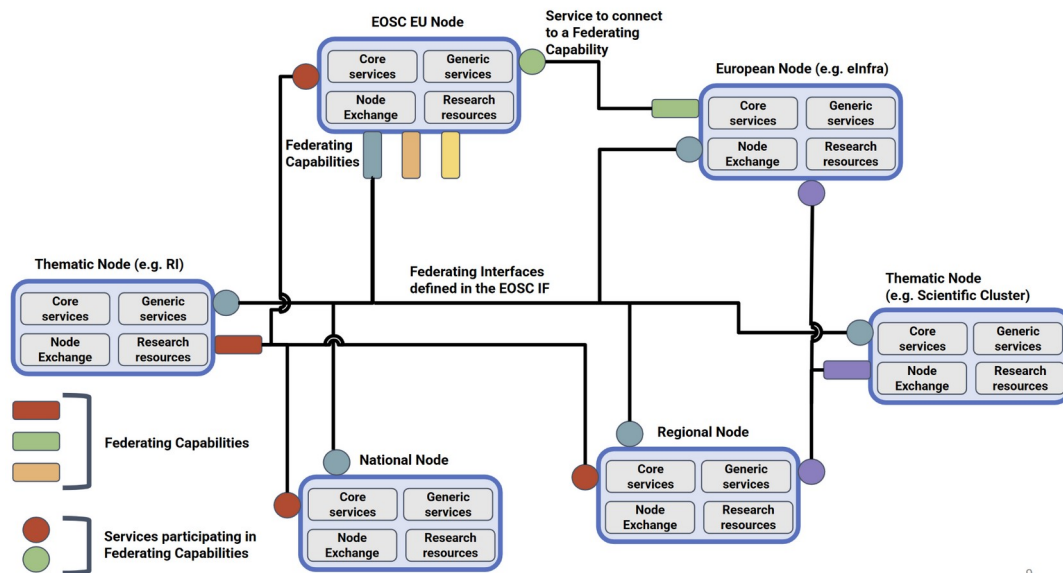 EOSC EU Node
Core
services
Generic
services
Node
Exchange
Research
resources
Service to connect
to a Federating
Capability
European Node (e.g. eInfra)
Core
services
Generic
services
Node
Exchange
Research
resources
Federating
Capabilities
Thematic Node (e.g. RI)
Core
services
Generic
services
Node
Exchange
Research
resources
Federating Interfaces
defined in the EOSC IF
Thematic Node
(e.g. Scientific Cluster)
Core
services
Generic
services
Node
Exchange
Research
resources
Federating Capabilities
National Node
Core
services
Generic
services
Node
Exchange
Research
resources
Regional Node
Core
services
Generic
services
Node
Exchange
Research
resources
Services participating in
Federating Capabilities